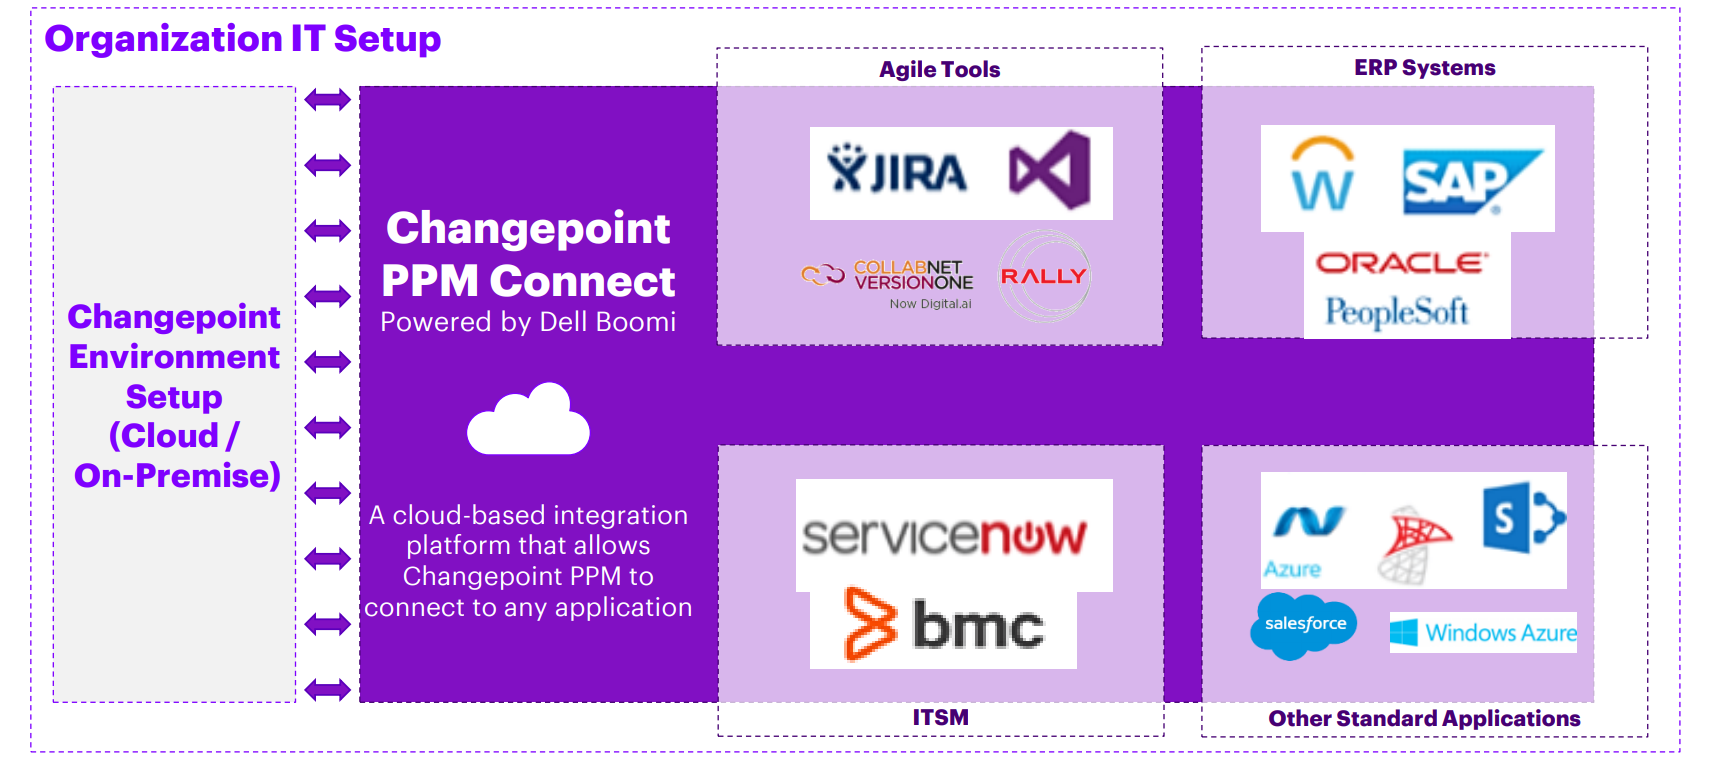 Organization IT Setup
Changepoint
Environment
Setup
(Cloud /
On-Premise)
Changepoint
PPM Connect
Powered by Dell Boomi
A cloud-based integration
platform that allows
Changepoint PPM to
connect to any application
Agile Tools
JIRA
COLLABNET
VERSIONONE
Now Digital.ai
RALLY
ERP Systems
W
SAP
®
ORACLE®
PeopleSoft
servicenow
bmc
ITSM
Azure
S
salesforce
Windows Azure
Other Standard Applications